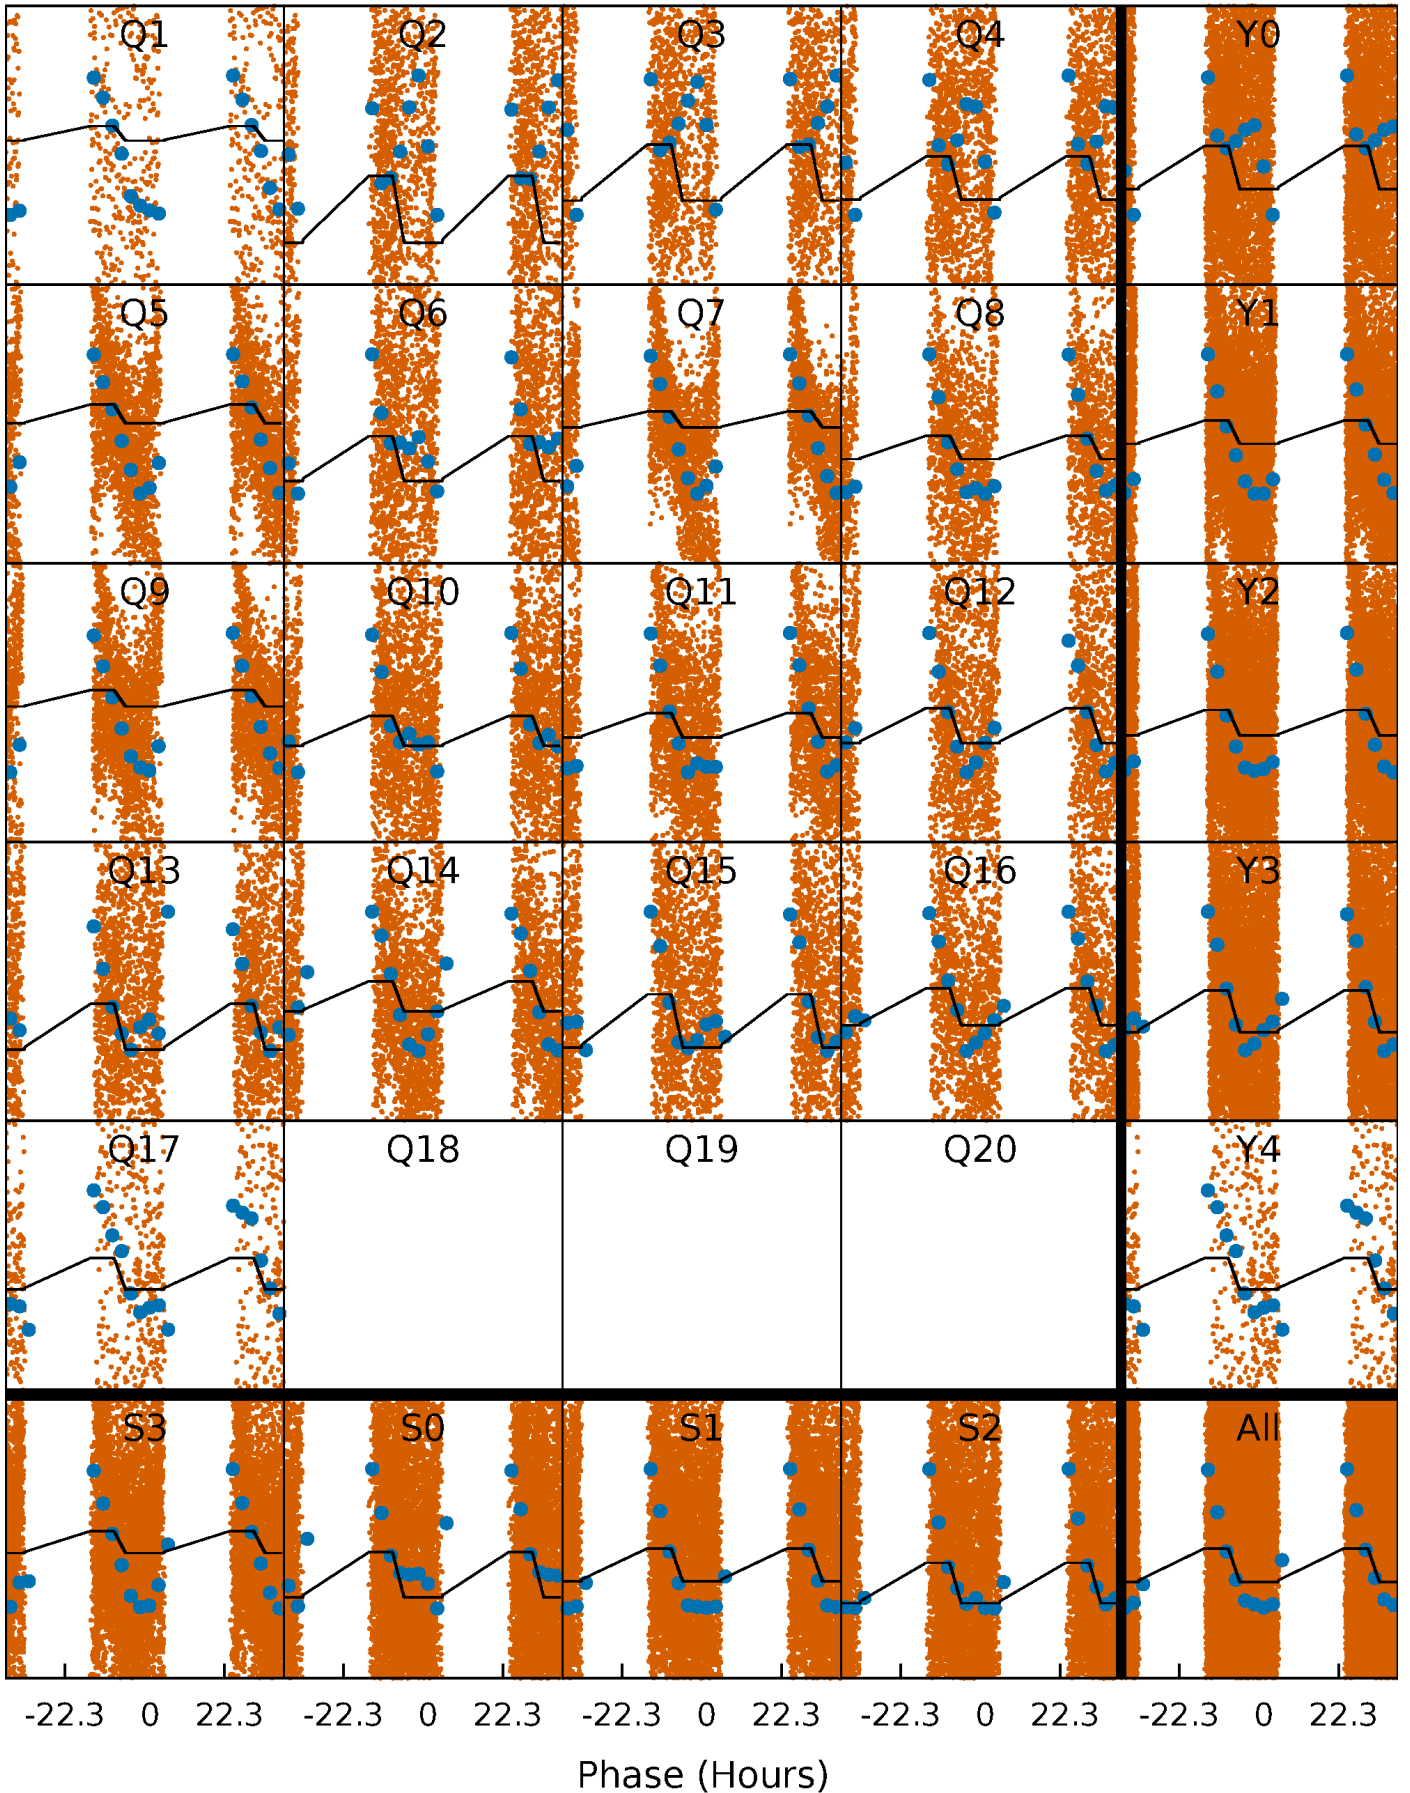 Q1 Q2 Q3 Q4 Y0
Q5 Q6 Q7 Q8 Y1
Q9 Q10 Q11 Q12 Y2
Q13 Q14 Q15 Q16 Y3
Q17 Q18 Q19 Q20 Y4
S3 S0 S1 S2 All
-22.3 0 22.3 -22.3 0 22.3 -22.3 0 22.3 -22.3 0 22.3 -22.3 0 22.3
Phase (Hours)